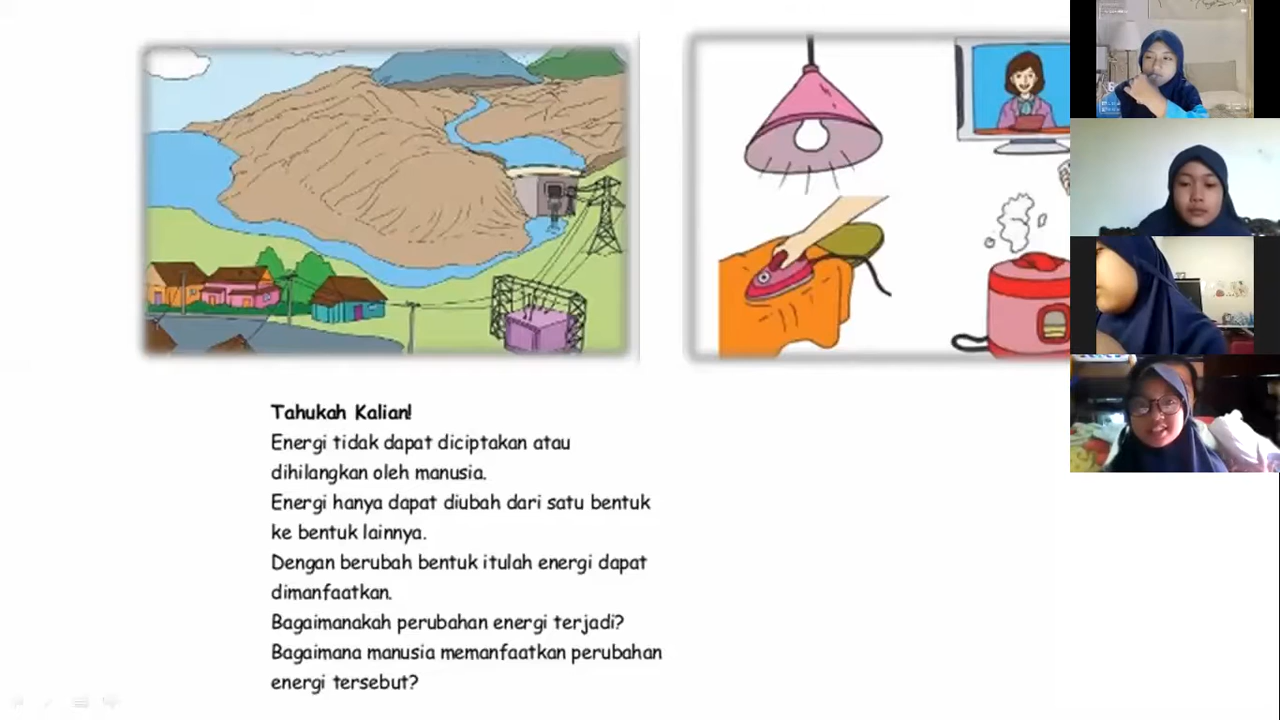 Tahukah Kalian!
Energi tidak dapat diciptakan atau
dihilangkan oleh manusia.
Energi hanya dapat diubah dari satu bentuk
ke bentuk lainnya.
Dengan berubah bentuk itulah energi dapat
dimanfaatkan.
Bagaimanakah perubahan energi terjadi?
Bagaimana manusia memanfaatkan perubahan
energi tersebut?